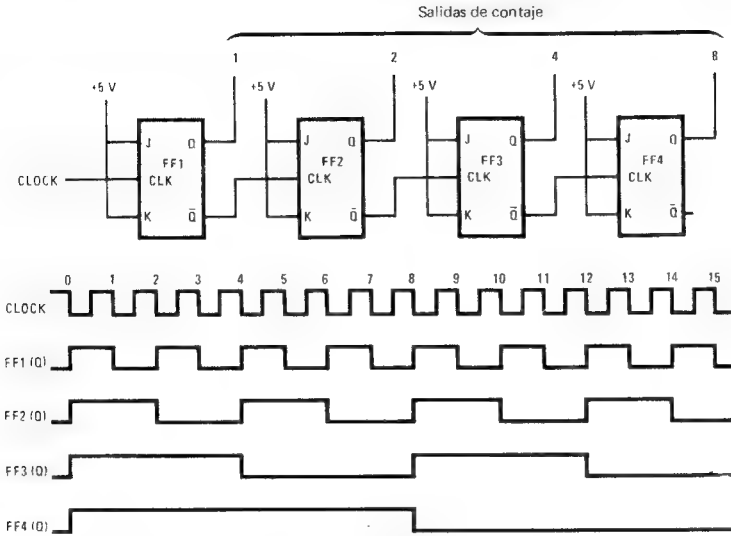 Salidas de contaje
1 2 4 8
+5 V +5 V +5 V +5 V
J Q J Q J Q J Q
FF1 FF2 FF3 FF4
CLOCK CLK CLK CLK CLK
K Q̄ K Q̄ K Q̄ K Q̄
0 1 2 3 4 5 6 7 8 9 10 11 12 13 14 15
CLOCK
FF1 (Q)
FF2 (Q)
FF3 (Q)
FF4 (Q)